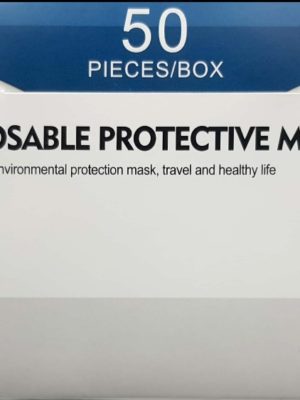 50
PIECES/BOX
OSABLE PROTECTIVE M
nvironmental protection mask, travel and healthy life